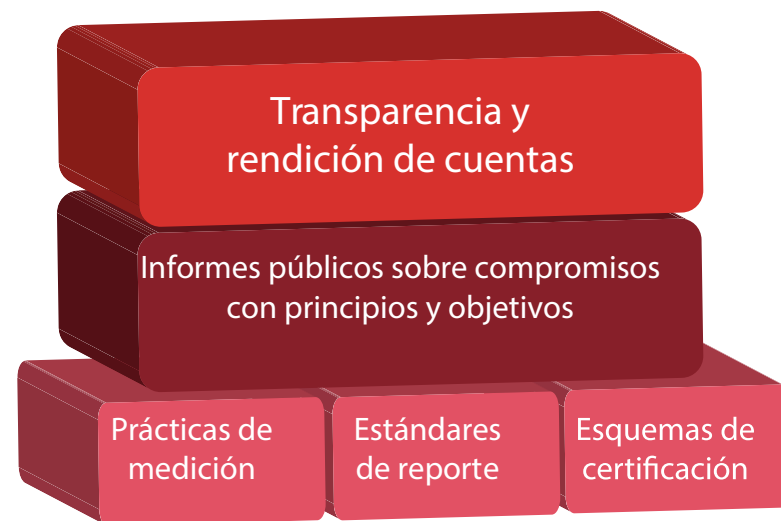 Transparencia y
rendición de cuentas
Informes públicos sobre compromisos
con principios y objetivos
Prácticas de
medición
Estándares
de reporte
Esquemas de
certificación